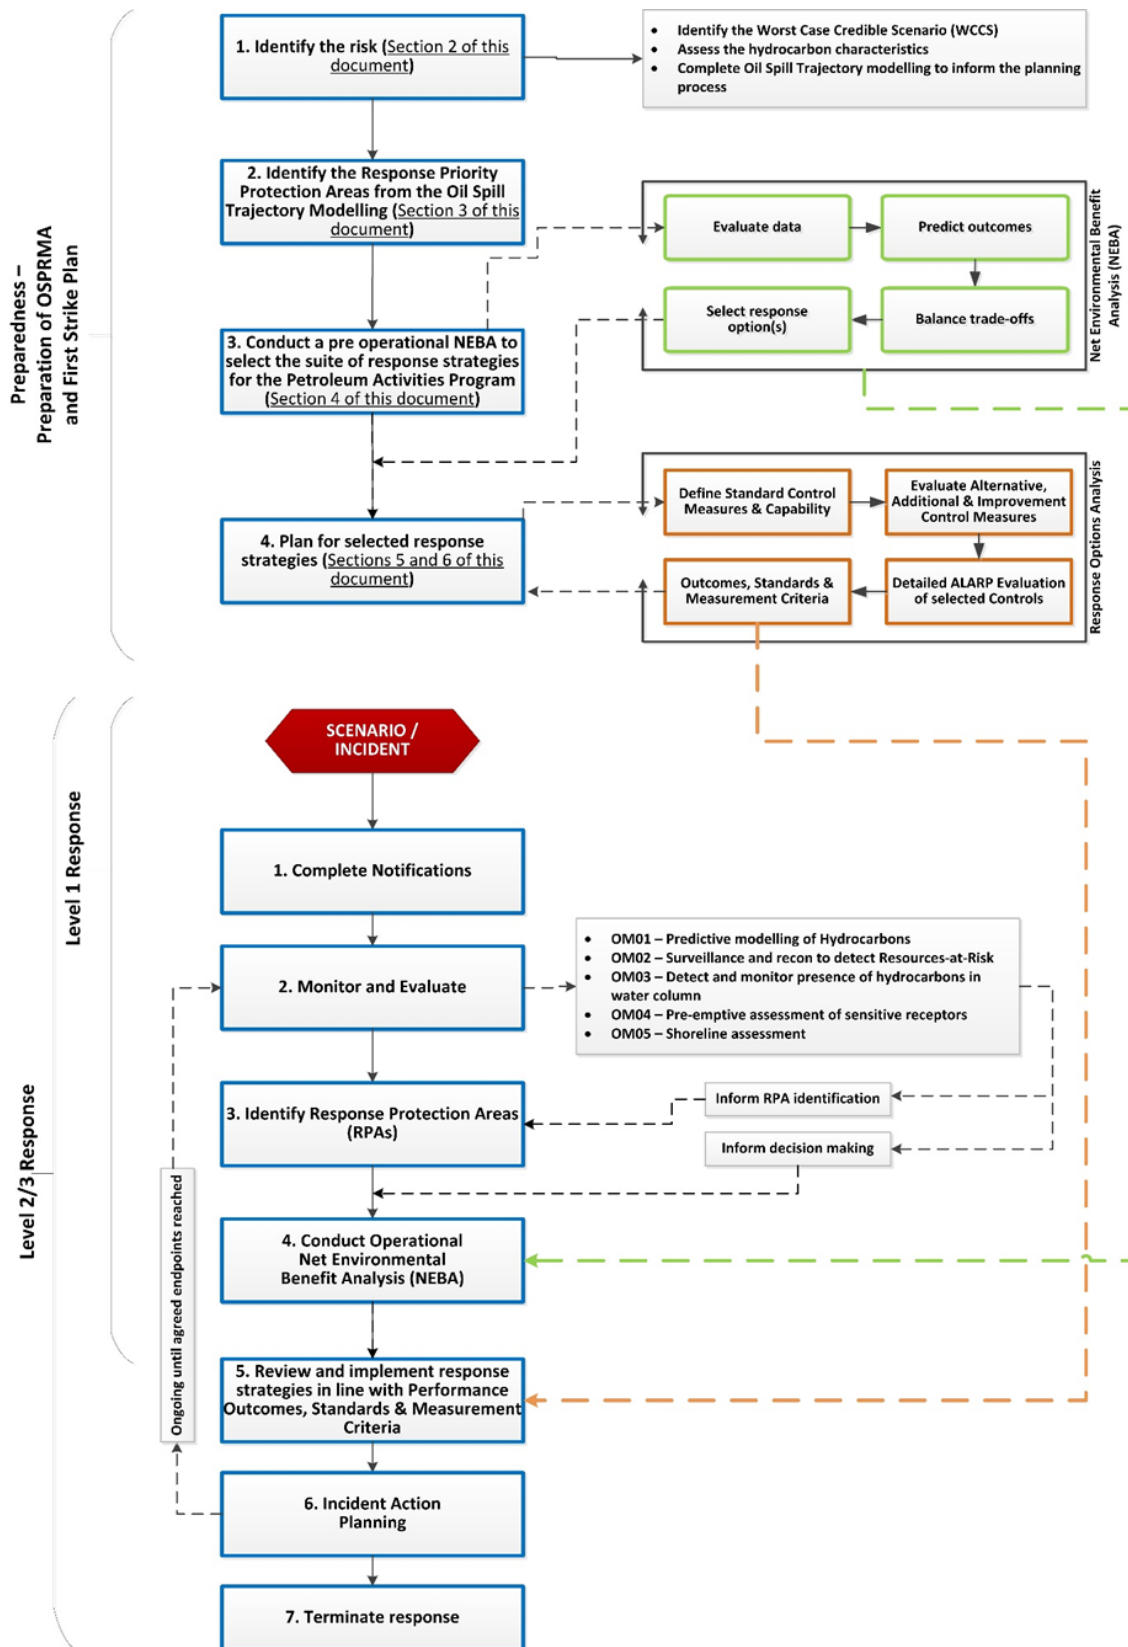 Preparedness –
Preparation of OSPRMA
and First Strike Plan
1. Identify the risk (Section 2 of this
document)
• Identify the Worst Case Credible Scenario (WCCS)
• Assess the hydrocarbon characteristics
• Complete Oil Spill Trajectory modelling to inform the planning
process
2. Identify the Response Priority
Protection Areas from the Oil Spill
Trajectory Modelling (Section 3 of this
document)
Evaluate data
Predict outcomes
Select response
option(s)
Balance trade-offs
Net Environmental Benefit
Analysis (NEBA)
3. Conduct a pre operational NEBA to
select the suite of response strategies
for the Petroleum Activities Program
(Section 4 of this document)
4. Plan for selected response
strategies (Sections 5 and 6 of this
document)
Define Standard Control
Measures & Capability
Evaluate Alternative,
Additional & Improvement
Control Measures
Outcomes, Standards &
Measurement Criteria
Detailed ALARP Evaluation
of selected Controls
Response Options Analysis
Level 2/3 Response
Level 1 Response
SCENARIO /
INCIDENT
1. Complete Notifications
2. Monitor and Evaluate
• OM01 – Predictive modelling of Hydrocarbons
• OM02 – Surveillance and recon to detect Resources-at-Risk
• OM03 – Detect and monitor presence of hydrocarbons in
water column
• OM04 – Pre-emptive assessment of sensitive receptors
• OM05 – Shoreline assessment
3. Identify Response Protection Areas
(RPAs)
Inform RPA identification
Inform decision making
Ongoing until agreed endpoints reached
4. Conduct Operational
Net Environmental
Benefit Analysis (NEBA)
5. Review and implement response
strategies in line with Performance
Outcomes, Standards & Measurement
Criteria
6. Incident Action
Planning
7. Terminate response